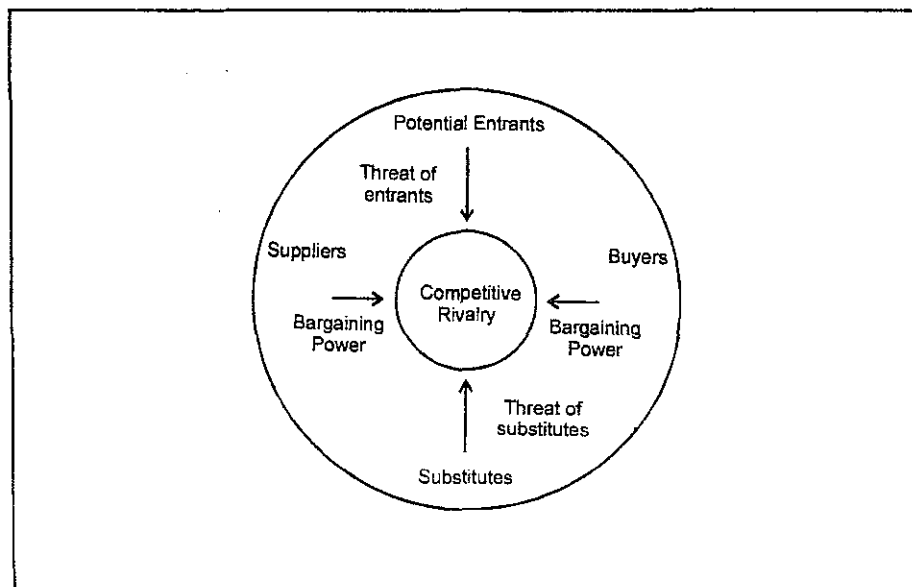 Potential Entrants
Threat of
entrants
Suppliers
Buyers
Competitive
Rivalry
Bargaining
Power
Bargaining
Power
Threat of
substitutes
Substitutes